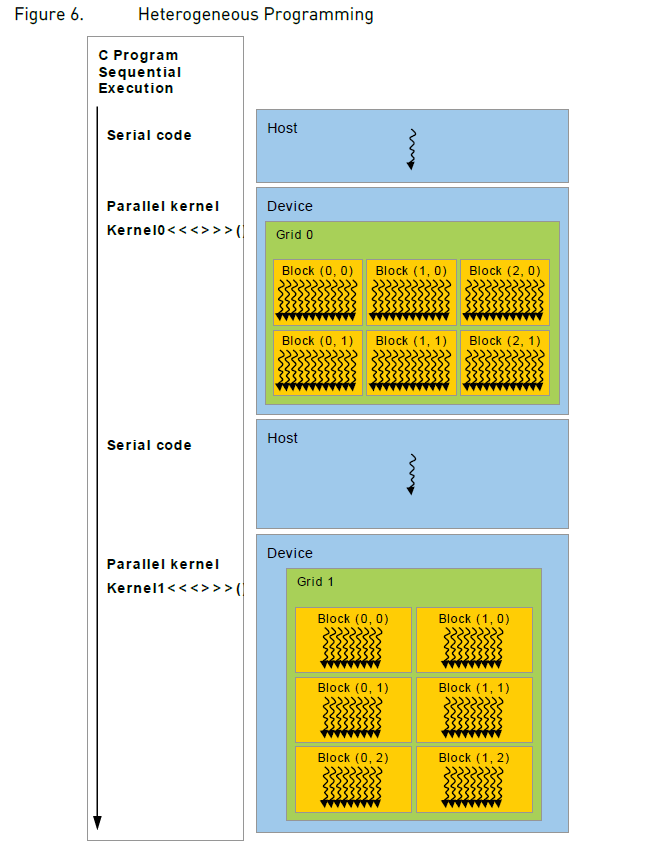 Figure 6. Heterogeneous Programming
C Program
Sequential
Execution
Serial code
Host
Parallel kernel
Kernel0<<<>>>()
Device
Grid 0
Block (0, 0) Block (1, 0) Block (2, 0)
Block (0, 1) Block (1, 1) Block (2, 1)
Serial code
Host
Parallel kernel
Kernel1<<<>>>()
Device
Grid 1
Block (0, 0) Block (1, 0)
Block (0, 1) Block (1, 1)
Block (0, 2) Block (1, 2)